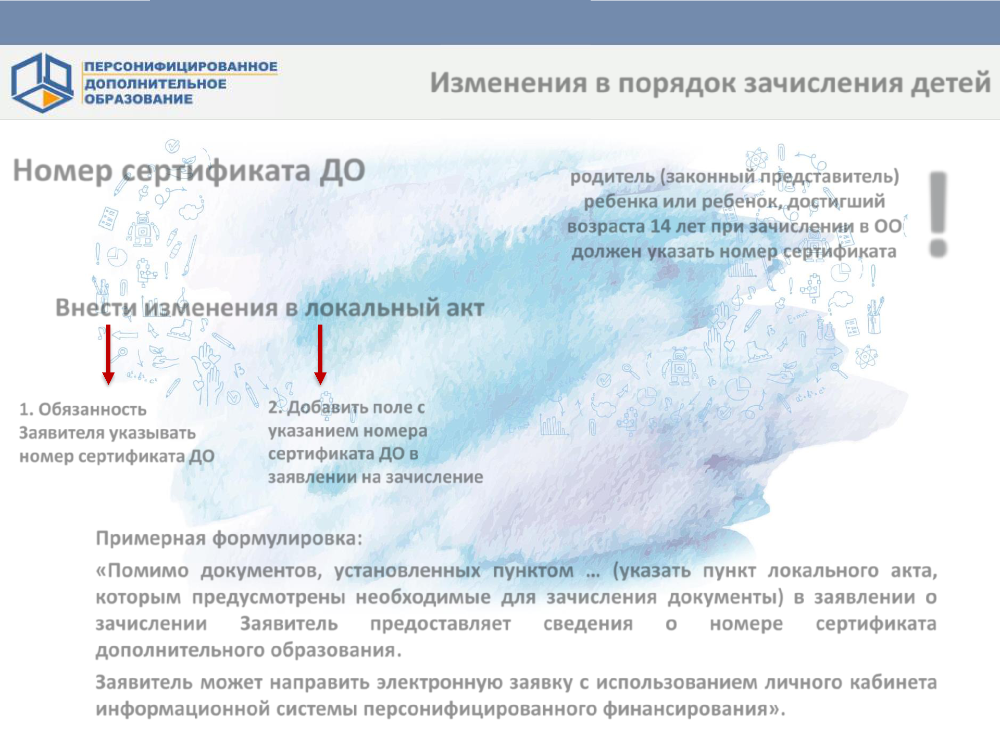 ПЕРСОНИФИЦИРОВАННОЕ
ДОПОЛНИТЕЛЬНОЕ
ОБРАЗОВАНИЕ
Изменения в порядок зачисления детей
Номер сертификата ДО
родитель (законный представитель)
ребенка или ребенок, достигший
возраста 14 лет при зачислении в ОО
должен указать номер сертификата
!
Внести изменения в локальный акт
1. Обязанность
Заявителя указывать
номер сертификата ДО
2. Добавить поле с
указанием номера
сертификата ДО в
заявлении на зачисление
Примерная формулировка:
«Помимо документов, установленных пунктом … (указать пункт локального акта,
которым предусмотрены необходимые для зачисления документы) в заявлении о
зачислении Заявитель предоставляет сведения о номере сертификата
дополнительного образования.
Заявитель может направить электронную заявку с использованием личного кабинета
информационной системы персонифицированного финансирования».